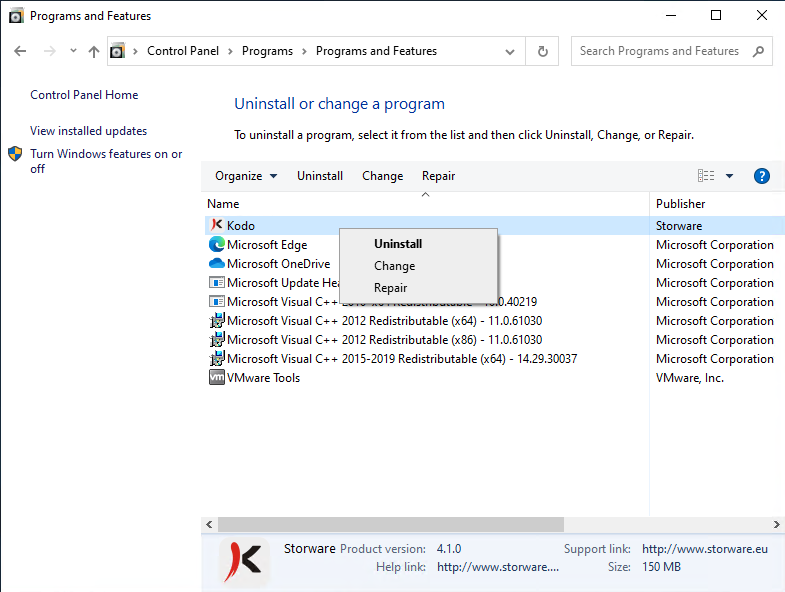 Programs and Features
Control Panel > Programs > Programs and Features
Search Programs and Features
Control Panel Home
View installed updates
Turn Windows features on or
off
Uninstall or change a program
To uninstall a program, select it from the list and then click Uninstall, Change, or Repair.
Organize Uninstall Change Repair
Name Publisher
Kodo Storware
Microsoft Edge Microsoft Corporation
Microsoft OneDrive Microsoft Corporation
Microsoft Update Hea Microsoft Corporation
Microsoft Visual C++ Redistributable 10.0.40219 Microsoft Corporation
Microsoft Visual C++ 2012 Redistributable (x64) - 11.0.61030 Microsoft Corporation
Microsoft Visual C++ 2012 Redistributable (x86) - 11.0.61030 Microsoft Corporation
Microsoft Visual C++ 2015-2019 Redistributable (x64) - 14.29.30037 Microsoft Corporation
VMware Tools VMware, Inc.
Uninstall
Change
Repair
Storware Product version: 4.1.0 Support link: http://www.storware.eu
Help link: http://www.storware.... Size: 150 MB